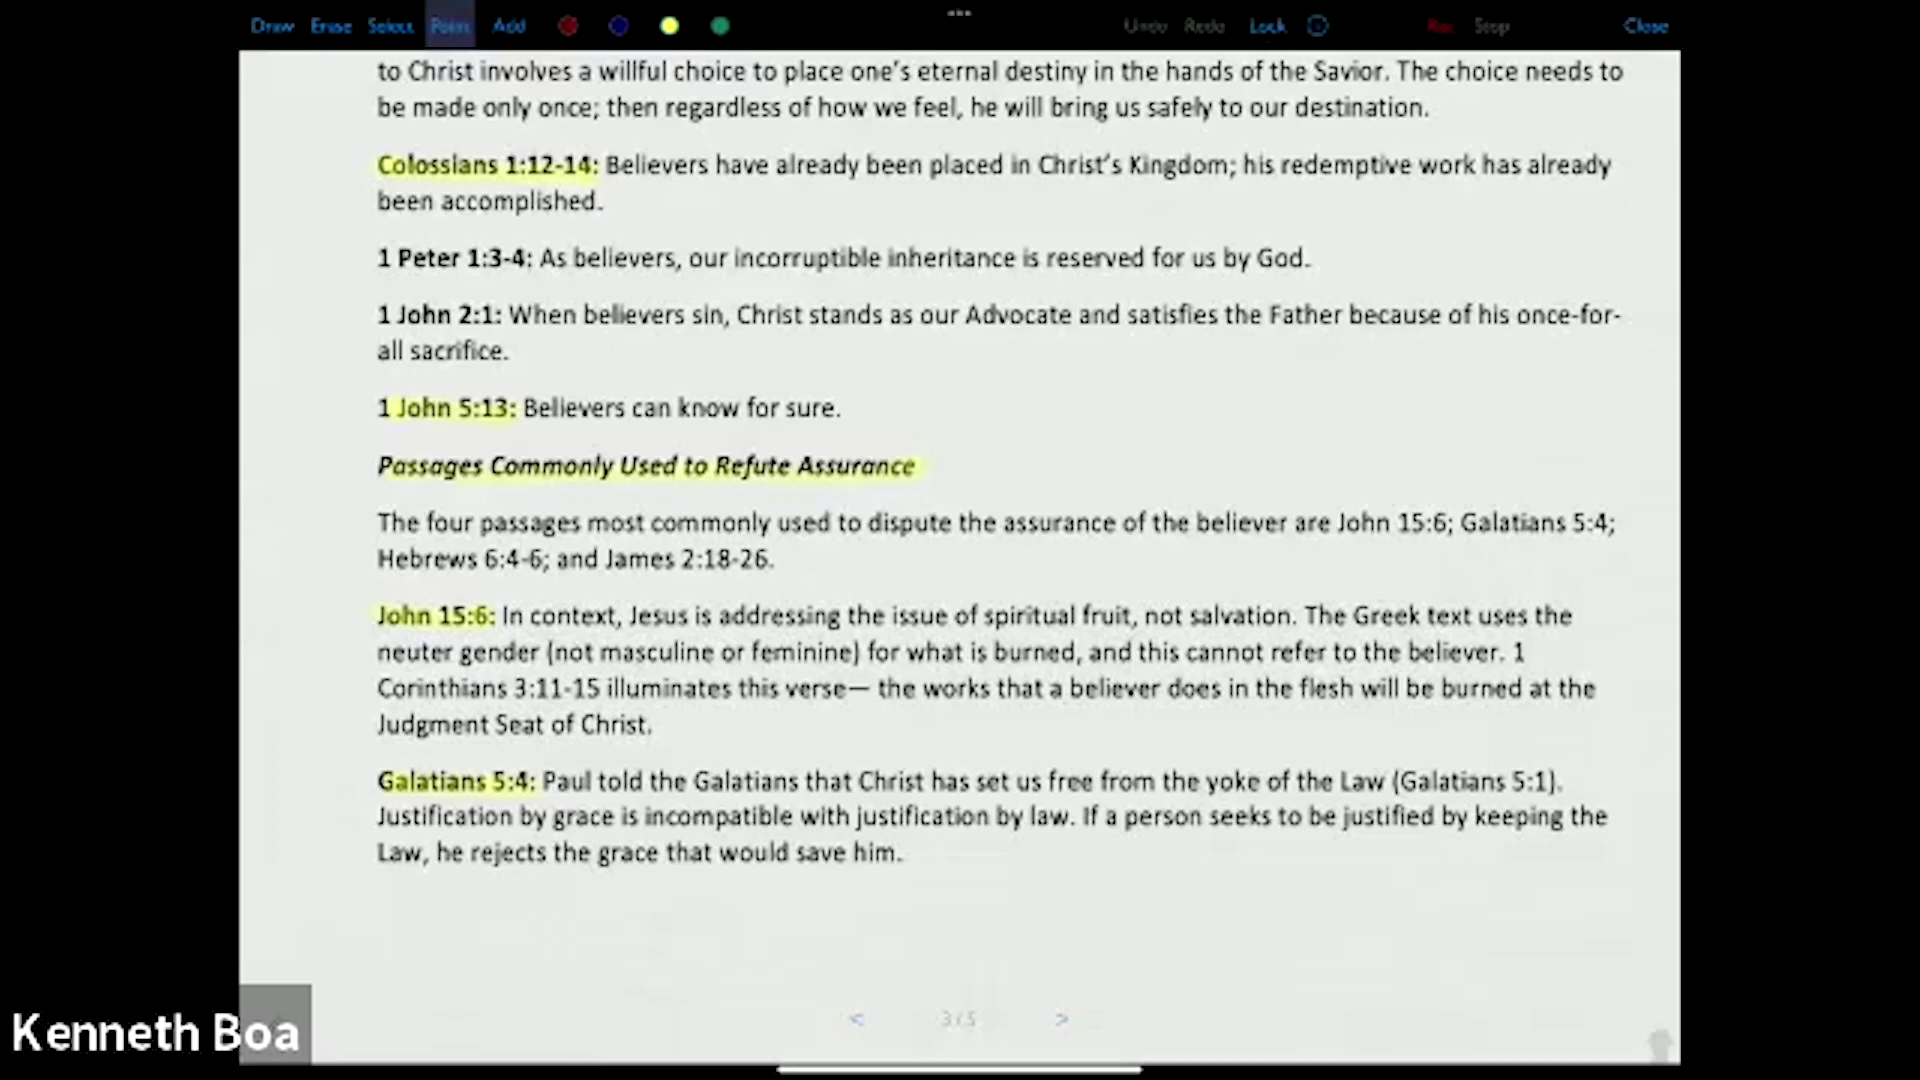 Draw Erase Select Point Add Undo Redo Lock Rec Stop Close
to Christ involves a willful choice to place one's eternal destiny in the hands of the Savior. The choice needs to
be made only once; then regardless of how we feel, he will bring us safely to our destination.
Colossians 1:12-14: Believers have already been placed in Christ's Kingdom; his redemptive work has already
been accomplished.
1 Peter 1:3-4: As believers, our incorruptible inheritance is reserved for us by God.
1 John 2:1: When believers sin, Christ stands as our Advocate and satisfies the Father because of his once-for-
all sacrifice.
1 John 5:13: Believers can know for sure.
Passages Commonly Used to Refute Assurance
The four passages most commonly used to dispute the assurance of the believer are John 15:6; Galatians 5:4;
Hebrews 6:4-6; and James 2:18-26.
John 15:6: In context, Jesus is addressing the issue of spiritual fruit, not salvation. The Greek text uses the
neuter gender (not masculine or feminine) for what is burned, and this cannot refer to the believer. 1
Corinthians 3:11-15 illuminates this verse— the works that a believer does in the flesh will be burned at the
Judgment Seat of Christ.
Galatians 5:4: Paul told the Galatians that Christ has set us free from the yoke of the Law (Galatians 5:1).
Justification by grace is incompatible with justification by law. If a person seeks to be justified by keeping the
Law, he rejects the grace that would save him.
< 3/5 >
Kenneth Boa